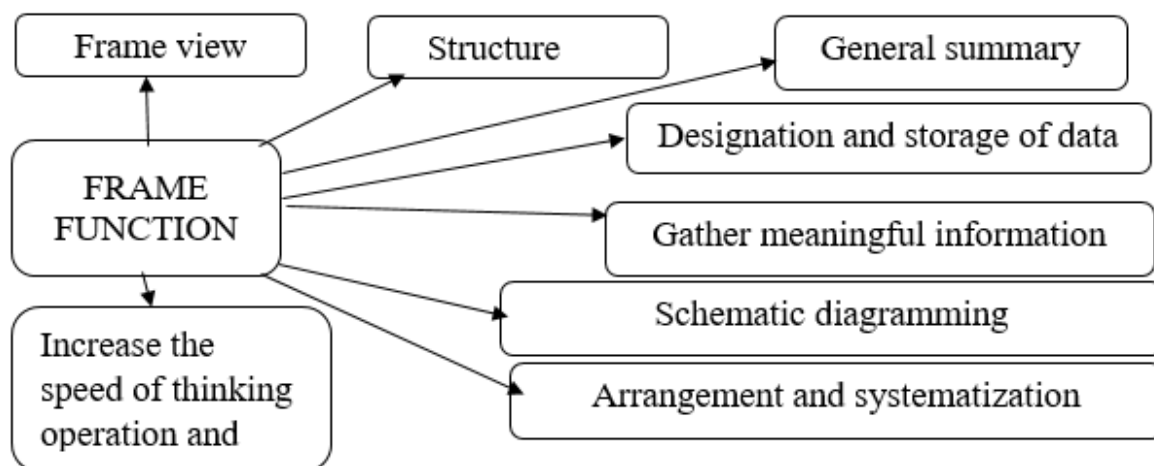 Frame view
Structure
General summary
Designation and storage of data
FRAME
FUNCTION
Gather meaningful information
Schematic diagramming
Increase the
speed of thinking
operation and
Arrangement and systematization